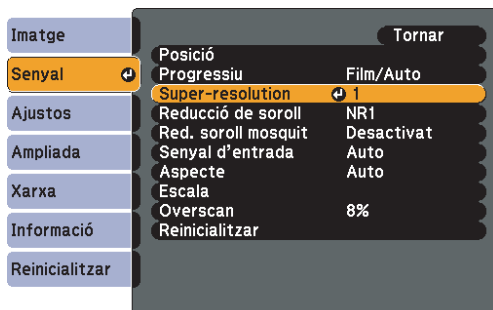 Imatge
Senyal
Ajustos
Ampliada
Xarxa
Informació
Reinicialitzar
Tornar
Posició
Progressiu Film/Auto
Super-resolution 1
Reducció de soroll NR1
Red. soroll mosquit Desactivat
Senyal d'entrada Auto
Aspecte Auto
Escala
Overscan 8%
Reinicialitzar